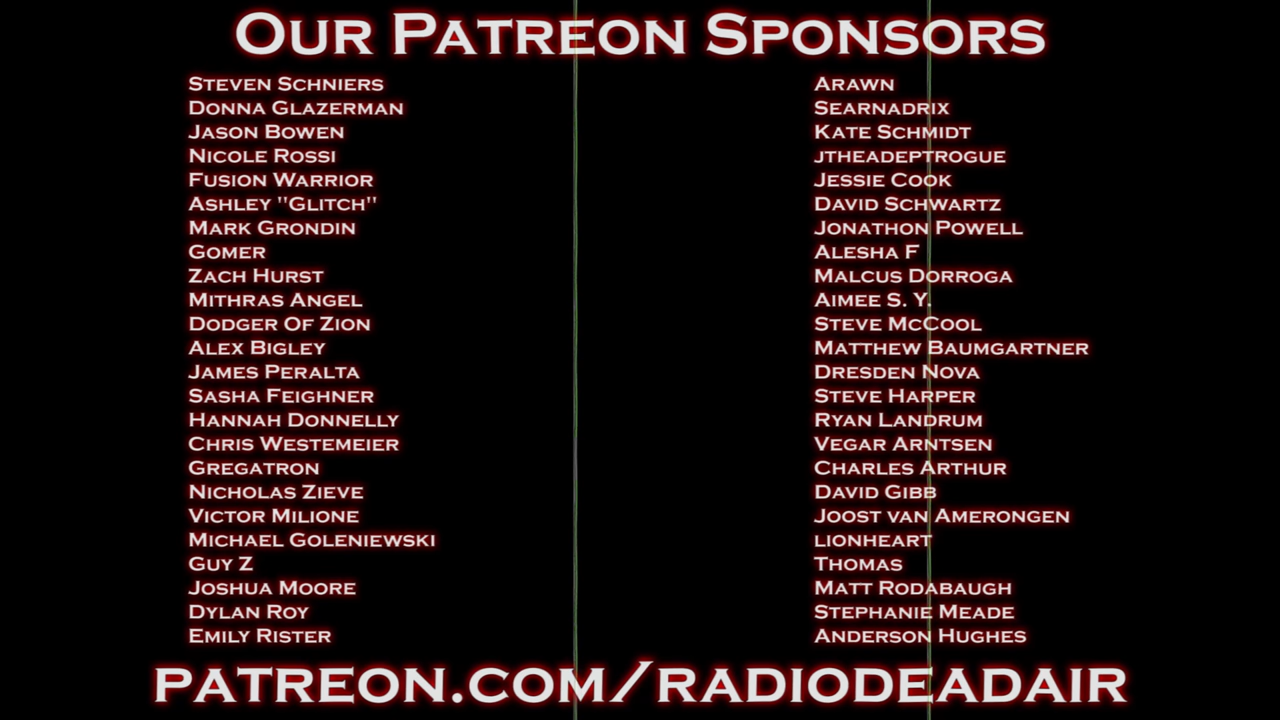 Our Patreon Sponsors
Steven Schniers
Donna Glazerman
Jason Bowen
Nicole Rossi
Fusion Warrior
Ashley "Glitch"
Mark Grondin
Gomer
Zach Hurst
Mithras Angel
Dodger Of Zion
Alex Bigley
James Peralta
Sasha Feighner
Hannah Donnelly
Chris Westemeier
Gregatron
Nicholas Zieve
Victor Milione
Michael Goleniewski
Guy Z
Joshua Moore
Dylan Roy
Emily Rister
Arawn
Searnadrix
Kate Schmidt
jtheadeptrogue
Jessie Cook
David Schwartz
Jonathon Powell
Alesha F
Malcus Dorroga
Aimee S. Y.
Steve McCool
Matthew Baumgartner
Dresden Nova
Steve Harper
Ryan Landrum
Vegar Arntsen
Charles Arthur
David Gibb
Joost van Amerongen
lionheart
Thomas
Matt Rodabaugh
Stephanie Meade
Anderson Hughes
patreon.com/radiodeadair